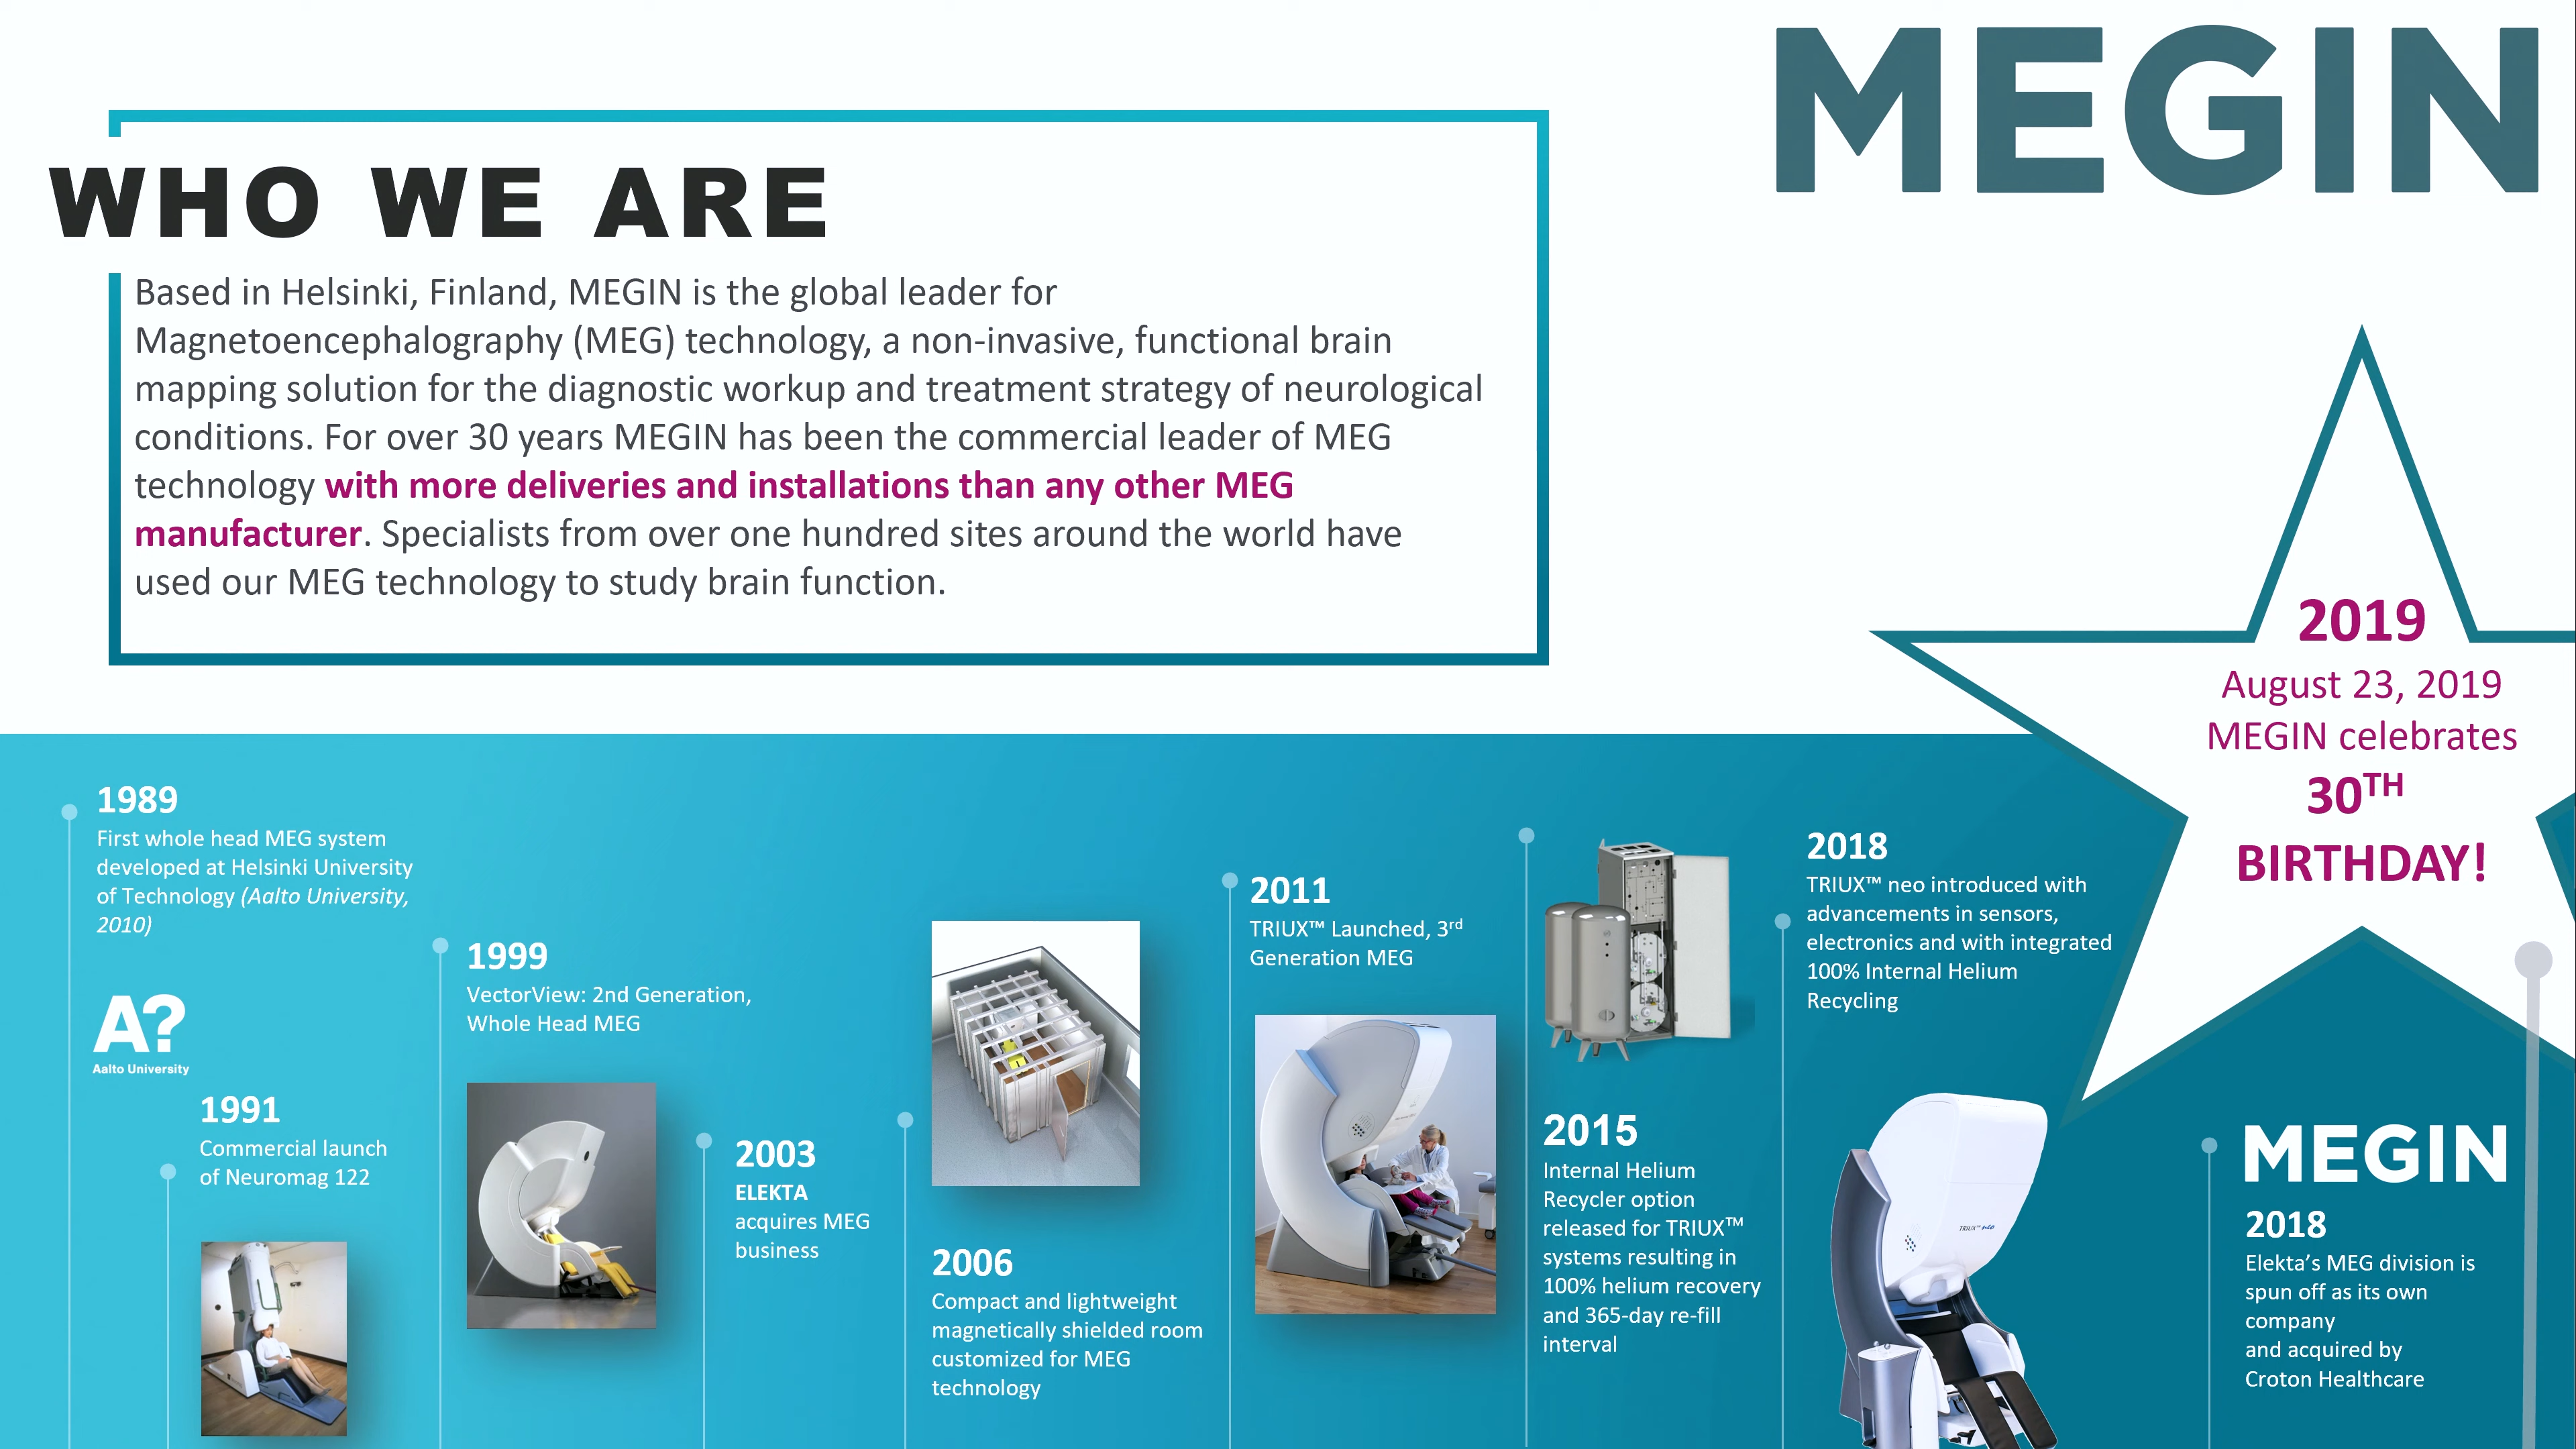 MEGIN
WHO WE ARE
Based in Helsinki, Finland, MEGIN is the global leader for
Magnetoencephalography (MEG) technology, a non-invasive, functional brain
mapping solution for the diagnostic workup and treatment strategy of neurological
conditions. For over 30 years MEGIN has been the commercial leader of MEG
technology with more deliveries and installations than any other MEG
manufacturer. Specialists from over one hundred sites around the world have
used our MEG technology to study brain function.
2019
August 23, 2019
MEGIN celebrates
30TH
BIRTHDAY!
1989
First whole head MEG system
developed at Helsinki University
of Technology (Aalto University,
2010)
A?
Aalto University
1991
Commercial launch
of Neuromag 122
1999
VectorView: 2nd Generation,
Whole Head MEG
2003
ELEKTA
acquires MEG
business
2006
Compact and lightweight
magnetically shielded room
customized for MEG
technology
2011
TRIUX™ Launched, 3rd
Generation MEG
2015
Internal Helium
Recycler option
released for TRIUX™
systems resulting in
100% helium recovery
and 365-day re-fill
interval
2018
TRIUX™ neo introduced with
advancements in sensors,
electronics and with integrated
100% Internal Helium
Recycling
TRIUX™ neo
MEGIN
2018
Elekta’s MEG division is
spun off as its own
company
and acquired by
Croton Healthcare